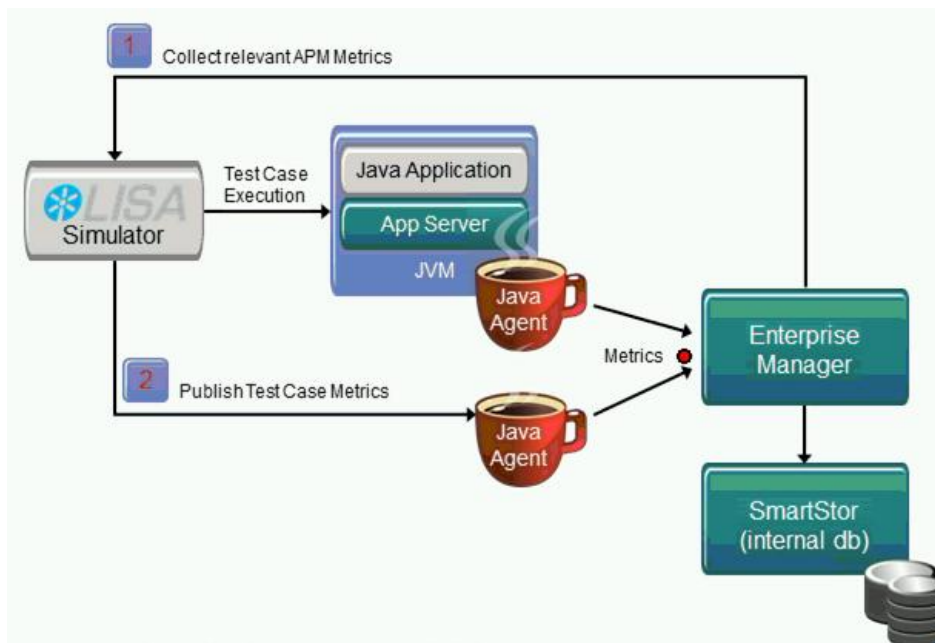 1
Collect relevant APM Metrics
LISA
Simulator
Test Case
Execution
Java Application
App Server
JVM
Java
Agent
Metrics
Enterprise
Manager
2
Publish Test Case Metrics
Java
Agent
SmartStor
(internal db)